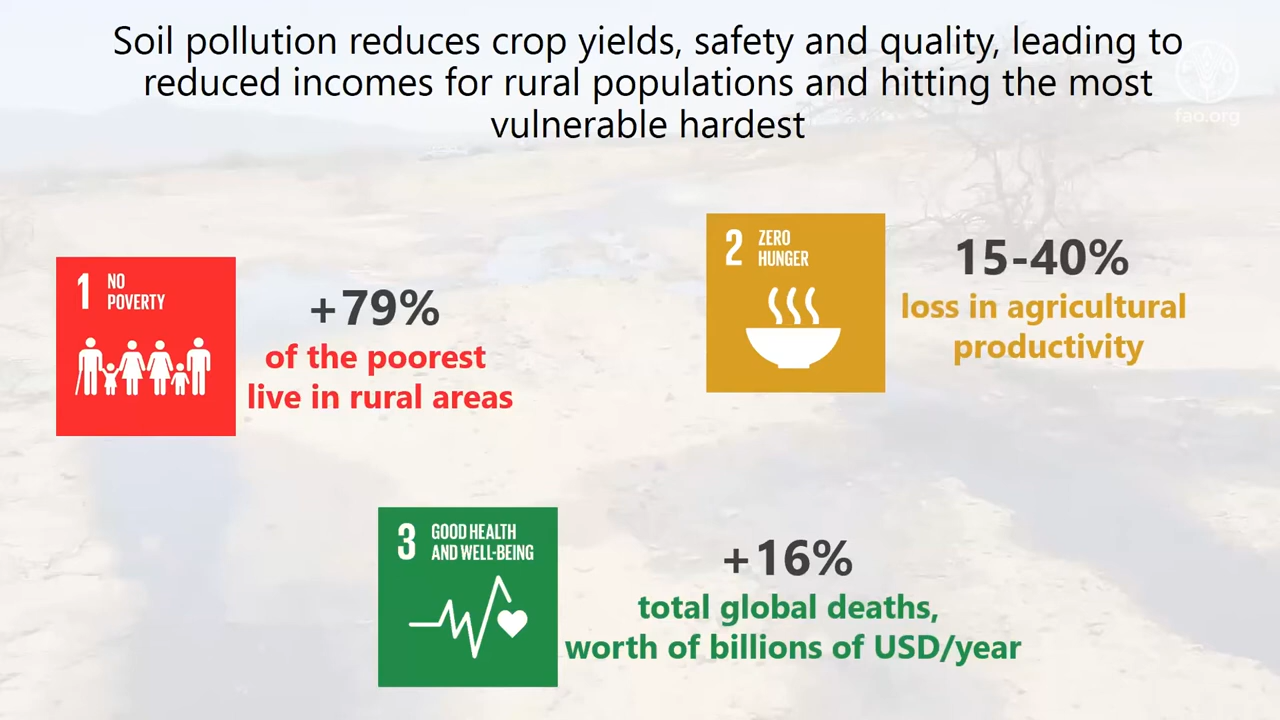 Soil pollution reduces crop yields, safety and quality, leading to
reduced incomes for rural populations and hitting the most
vulnerable hardest
fao.org
1 NO
POVERTY
+79%
of the poorest
live in rural areas
2 ZERO
HUNGER
15-40%
loss in agricultural
productivity
3 GOOD HEALTH
AND WELL-BEING
+16%
total global deaths,
worth of billions of USD/year